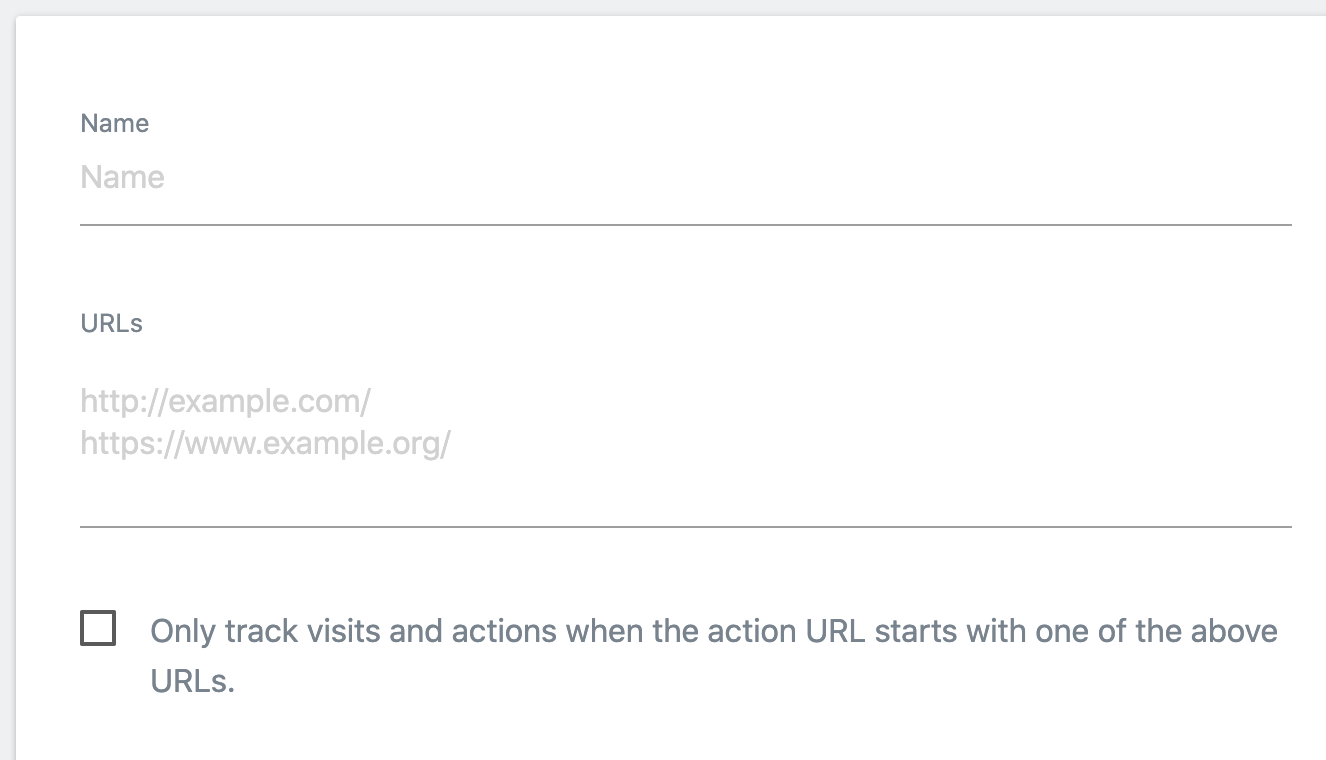 Name
Name
URLs
http://example.com/
https://www.example.org/
Only track visits and actions when the action URL starts with one of the above
URLs.